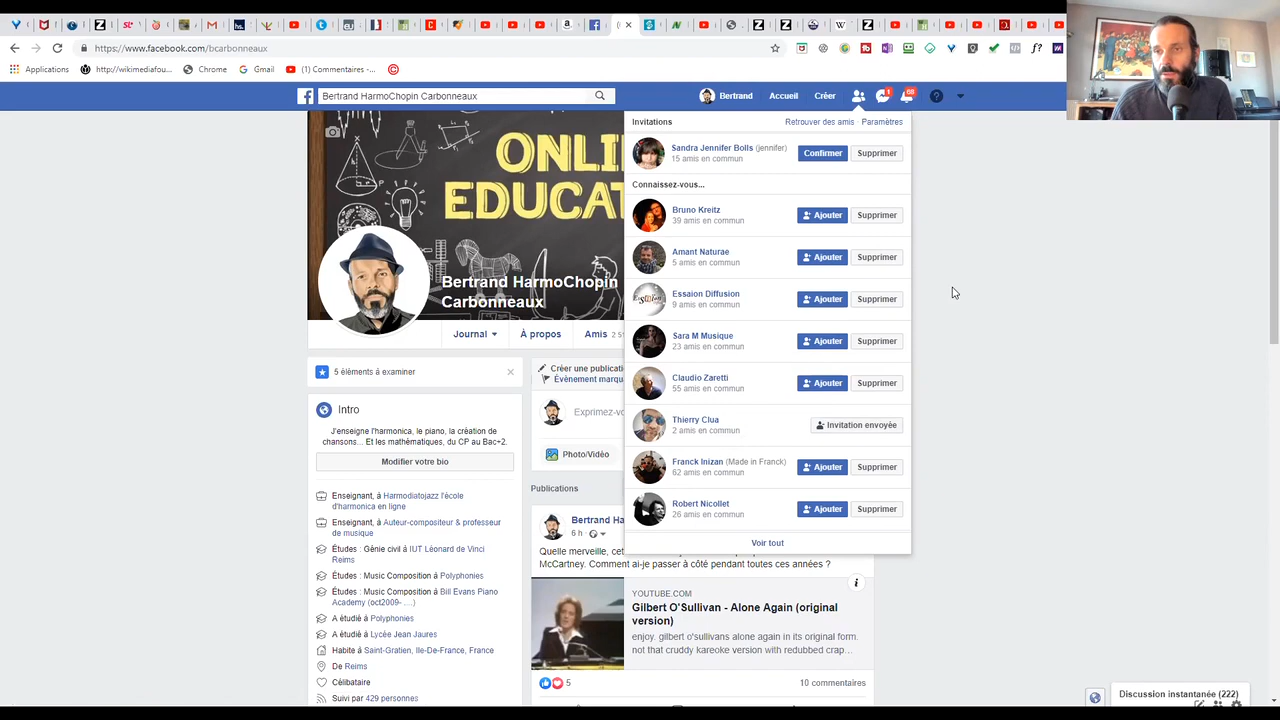 https://www.facebook.com/bcarbonneaux
Applications
http://wikimediafou...
Chrome
Gmail
(1) Commentaires -...
Bertrand HarmoChopin Carbonneaux
Bertrand
Accueil
Créer
1
68
Invitations
Retrouver des amis · Paramètres
Sandra Jennifer Bolls (jennifer)
15 amis en commun
Confirmer
Supprimer
Connaissez-vous...
Bruno Kreitz
39 amis en commun
Ajouter
Supprimer
Amant Naturae
5 amis en commun
Ajouter
Supprimer
Essaion Diffusion
9 amis en commun
Ajouter
Supprimer
Sara M Musique
23 amis en commun
Ajouter
Supprimer
Claudio Zaretti
55 amis en commun
Ajouter
Supprimer
Thierry Clua
2 amis en commun
Invitation envoyée
Franck Inizan (Made in Franck)
62 amis en commun
Ajouter
Supprimer
Robert Nicollet
26 amis en commun
Ajouter
Supprimer
Voir tout
ONLI
EDUCA
Bertrand HarmoChopin
Carbonneaux
Journal
À propos
Amis
5 éléments à examiner
Intro
J'enseigne l'harmonica, le piano, la création de
chansons... Et les mathématiques, du CP au Bac+2.
Modifier votre bio
Enseignant, à Harmodiatojazz l'école
d'harmonica en ligne
Enseignant, à Auteur-compositeur & professeur
de musique
Études : Génie civil à IUT Léonard de Vinci
Reims
Études : Music Composition à Polyphonies
Études : Music Composition à Bill Evans Piano
Academy (oct2009- ....)
A étudié à Polyphonies
A étudié à Lycée Jean Jaures
Habite à Saint-Gratien, Ile-De-France, France
De Reims
Célibataire
Suivi par 429 personnes
Créer une publicati
Évènement marqu
Exprimez-vo
Photo/Vidéo
Publications
Bertrand Ha
6 h
Quelle merveille, cet
McCartney. Comment ai-je passer à côté pendant toutes ces années ?
YOUTUBE.COM
Gilbert O'Sullivan - Alone Again (original
version)
enjoy. gilbert o'sullivans alone again in its original form.
not that cruddy kareoke version with redubbed crap...
5
10 commentaires
Discussion instantanée (222)